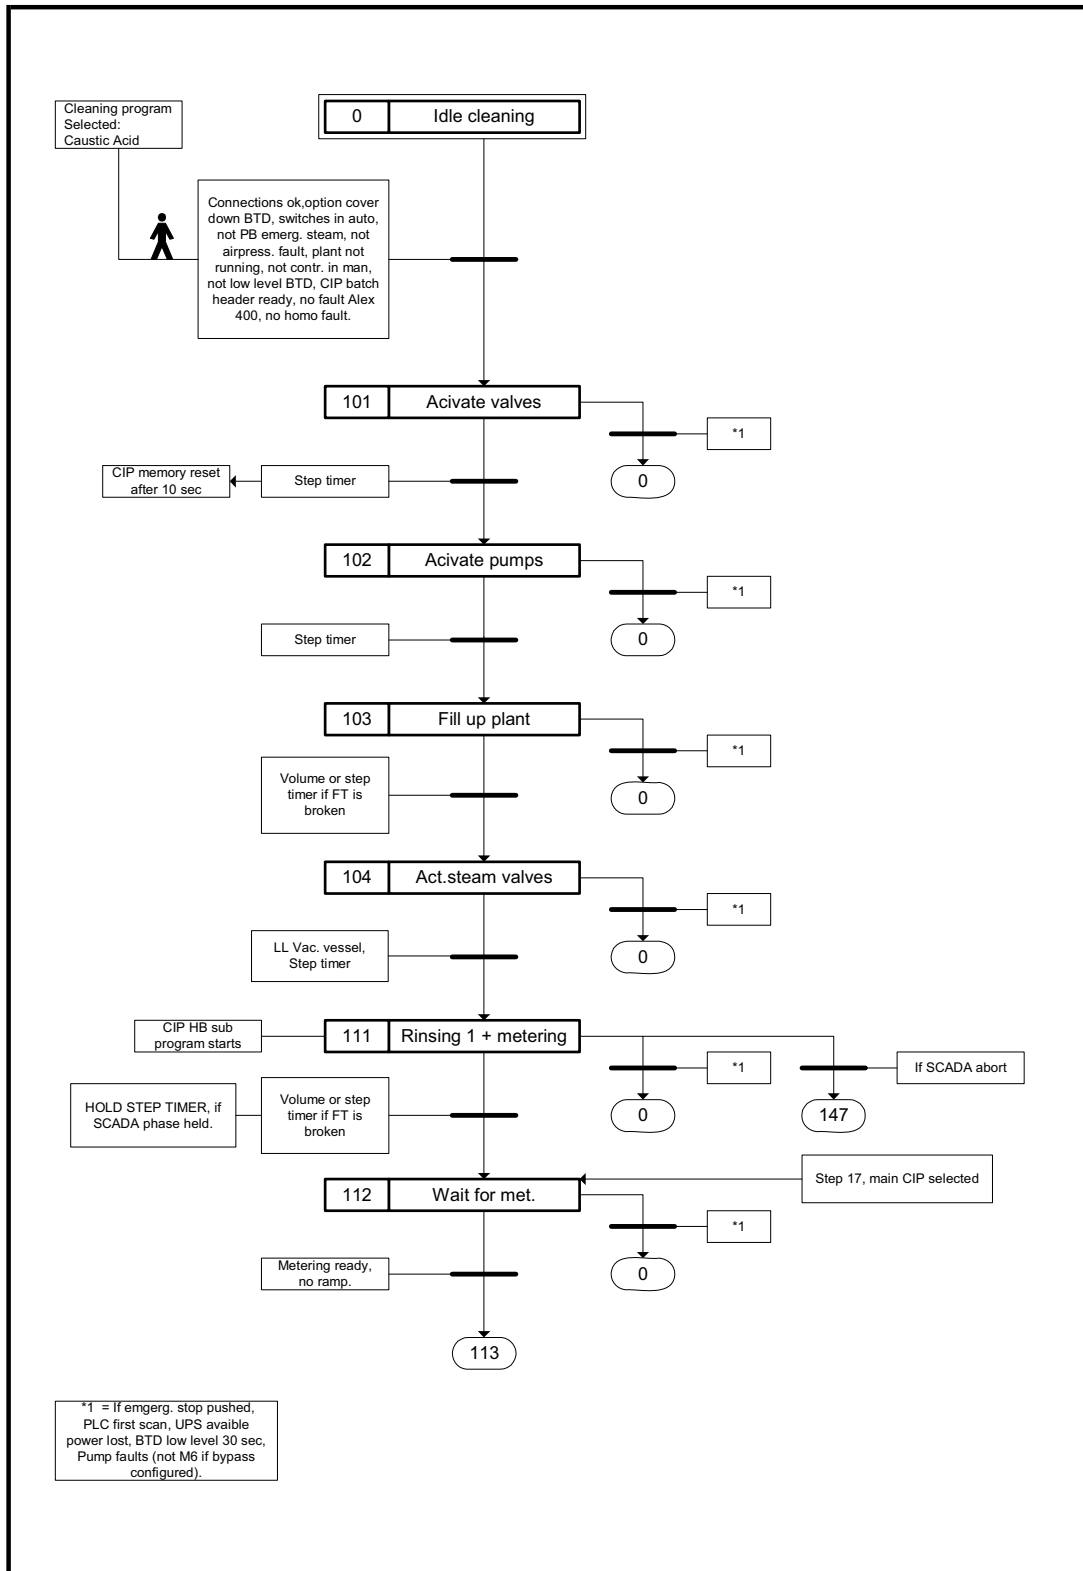 Cleaning program
Selected:
Caustic Acid
0 Idle cleaning
Connections ok,option cover
down BTD, switches in auto,
not PB emerg. steam, not
airpress. fault, plant not
running, not contr. in man,
not low level BTD, CIP batch
header ready, no fault Alex
400, no homo fault.
101 Acivate valves
*1
0
CIP memory reset
after 10 sec
Step timer
102 Acivate pumps
*1
0
Step timer
103 Fill up plant
*1
0
Volume or step
timer if FT is
broken
104 Act.steam valves
*1
0
LL Vac. vessel,
Step timer
CIP HB sub
program starts
111 Rinsing 1 + metering
*1
0
If SCADA abort
147
HOLD STEP TIMER, if
SCADA phase held.
Volume or step
timer if FT is
broken
Step 17, main CIP selected
112 Wait for met.
*1
0
Metering ready,
no ramp.
113
*1 = If emgerg. stop pushed,
PLC first scan, UPS avaible
power lost, BTD low level 30 sec,
Pump faults (not M6 if bypass
configured).